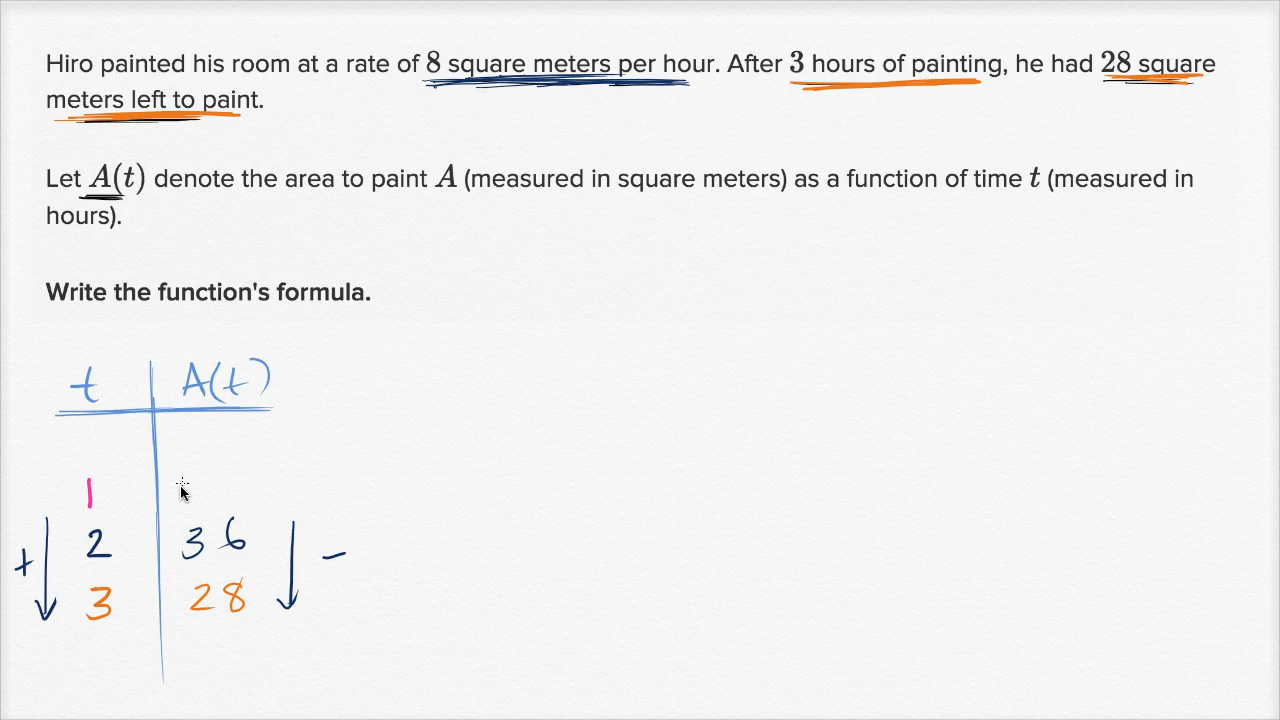 Hiro painted his room at a rate of 8 square meters per hour. After 3 hours of painting, he had 28 square
meters left to paint.
Let A(t) denote the area to paint A (measured in square meters) as a function of time t (measured in
hours).
Write the function's formula.
t A(t)
1
2 36
+ -
3 28